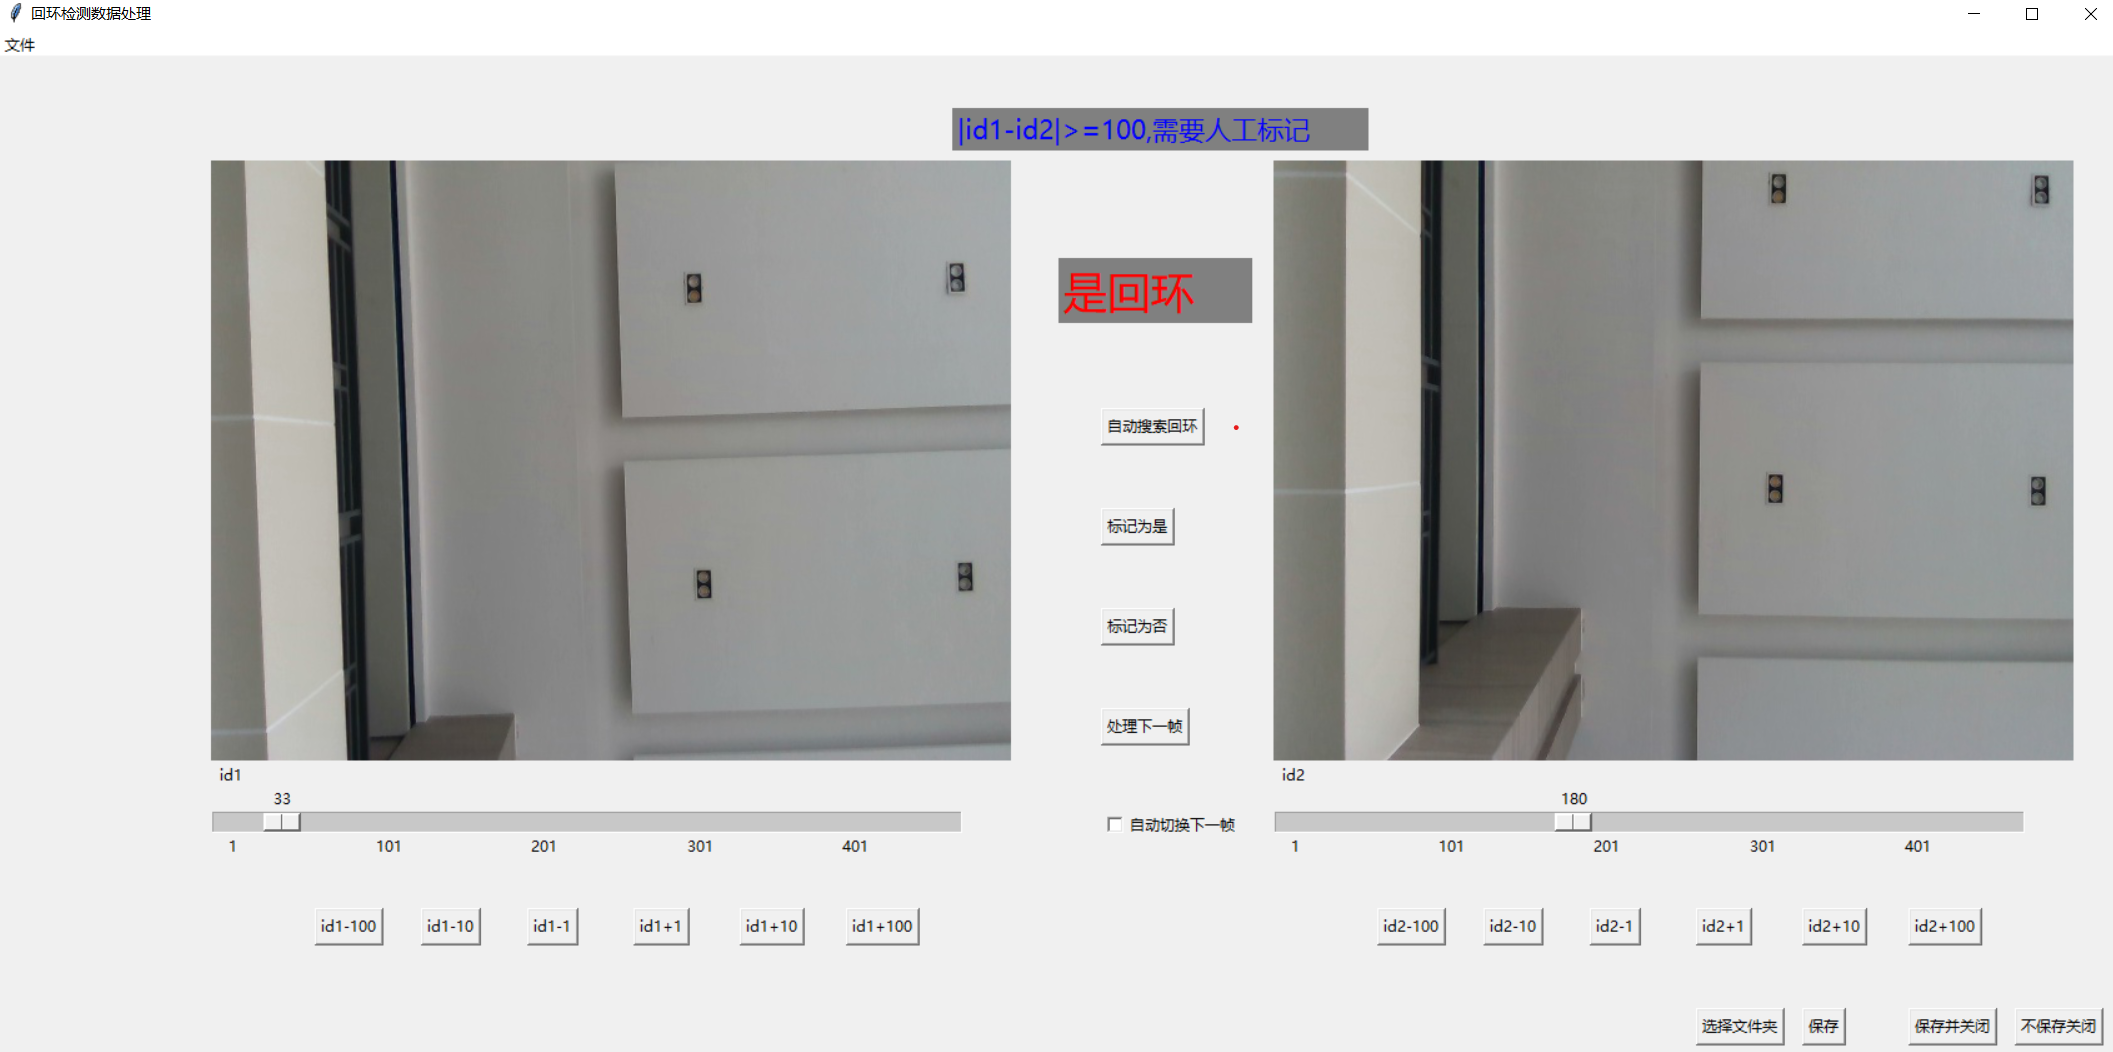 回环检测数据处理
文件
|id1-id2|>=100,需要人工标记
是回环
自动搜索回环
标记为是
标记为否
处理下一帧
id1
id2
33
180
自动切换下一帧
1 101 201 301 401
1 101 201 301 401
id1-100 id1-10 id1-1 id1+1 id1+10 id1+100
id2-100 id2-10 id2-1 id2+1 id2+10 id2+100
选择文件夹 保存 保存并关闭 不保存关闭